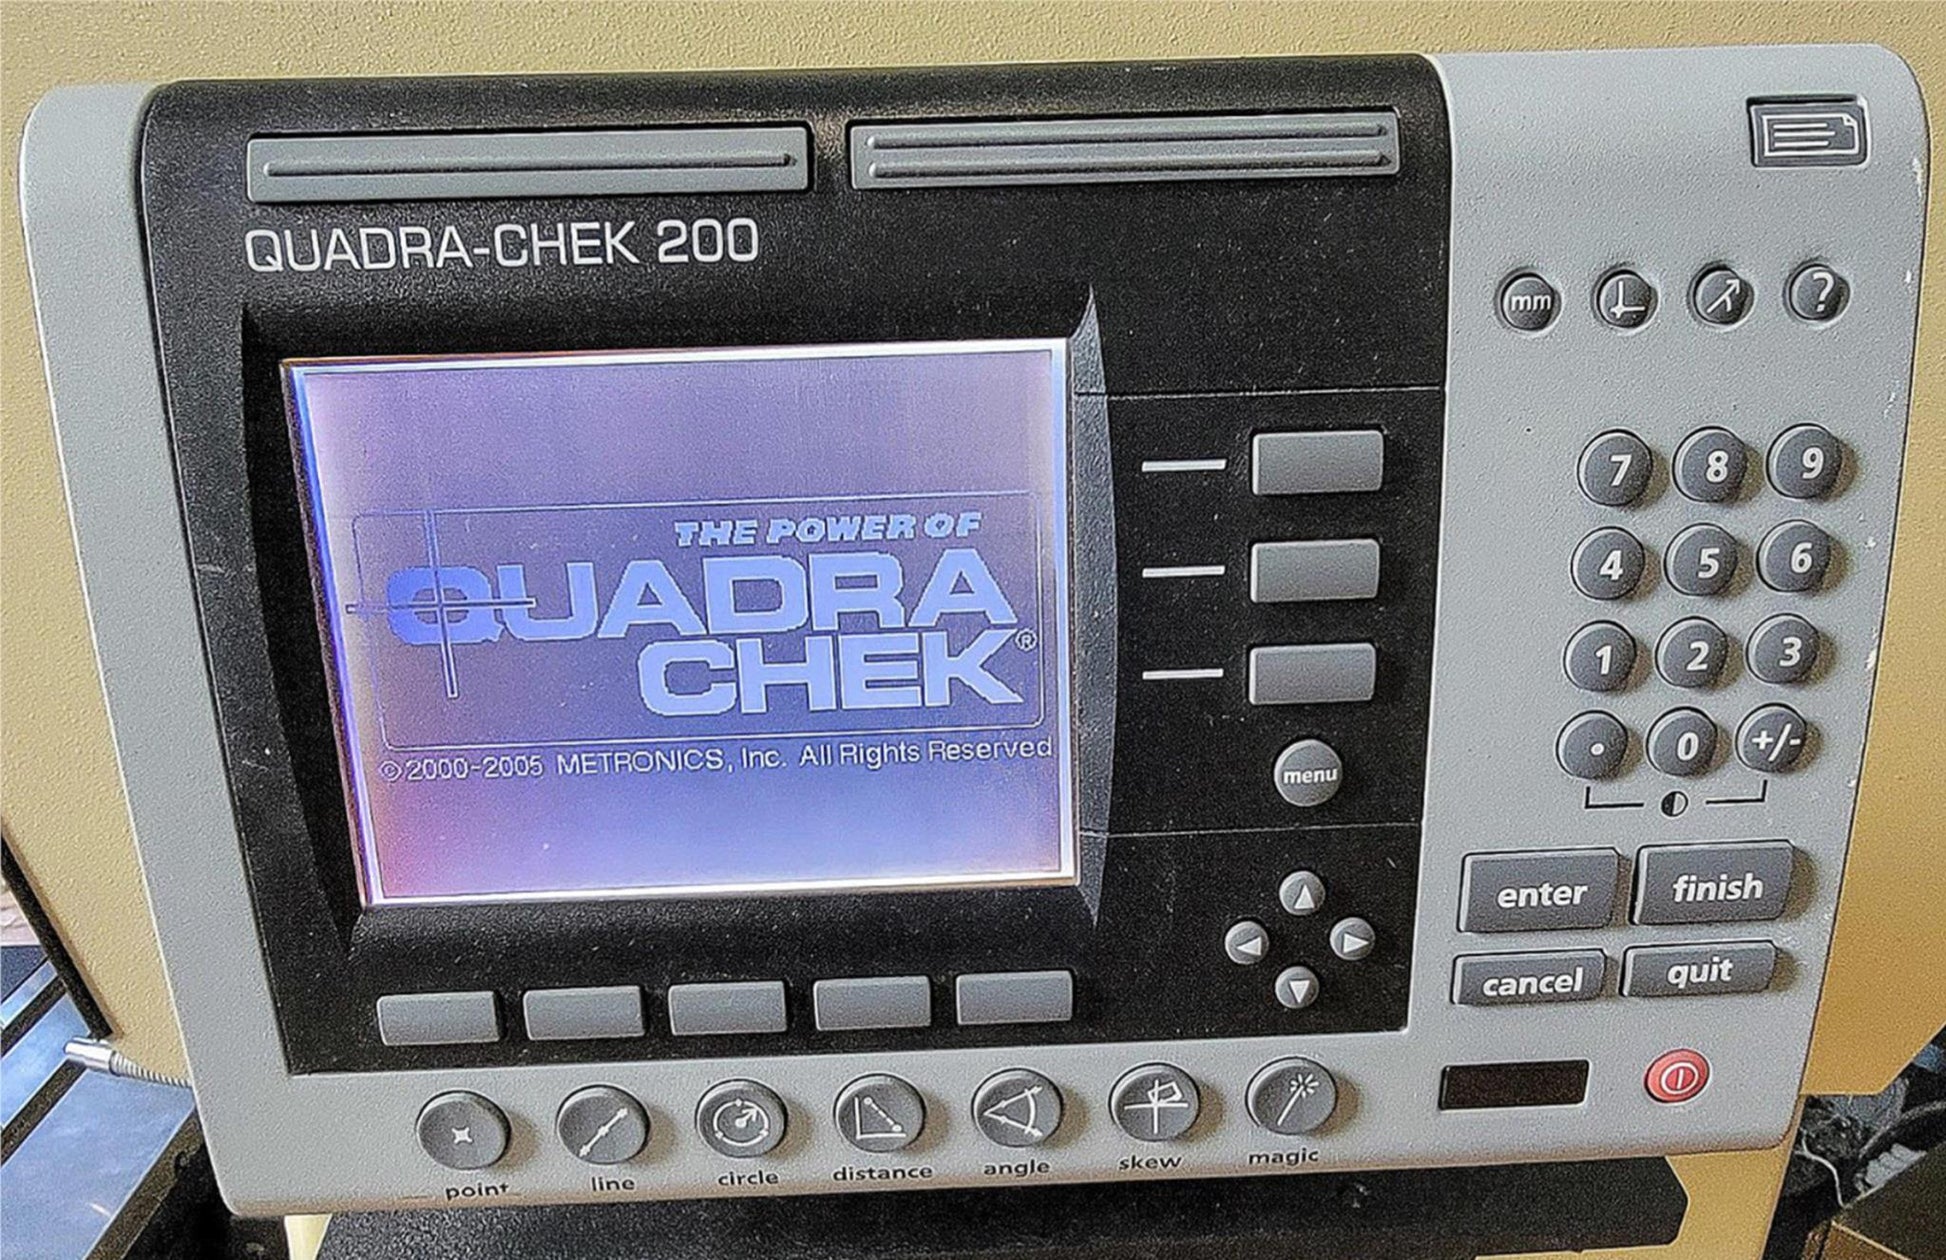 QUADRA-CHEK 200
mm
?
THE POWER OF
QUADRA
CHEK®
©2000-2005 METRONICS, Inc. All Rights Reserved
7 8 9
4 5 6
1 2 3
. 0 +/-
menu
enter finish
cancel quit
point line circle distance angle skew magic